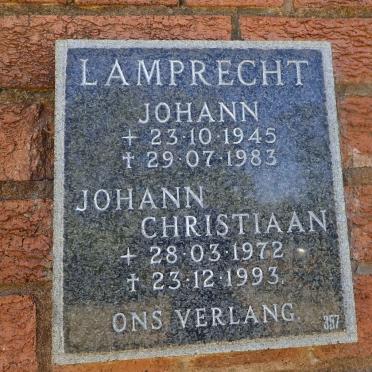 LAMPRECHT
JOHANN
+ 23·10·1945
† 29·07·1983
JOHANN
CHRISTIAAN
+ 28·03·1972
† 23·12·1993.
ONS VERLANG.
357